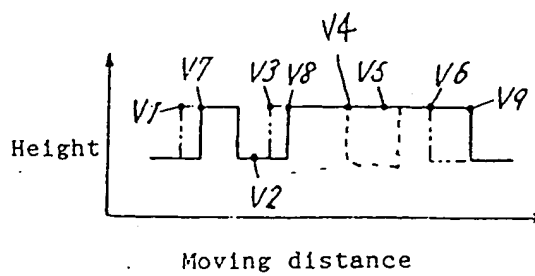 V4
V1 V7 V3 V8 V5 V6 V9
Height
V2
Moving distance